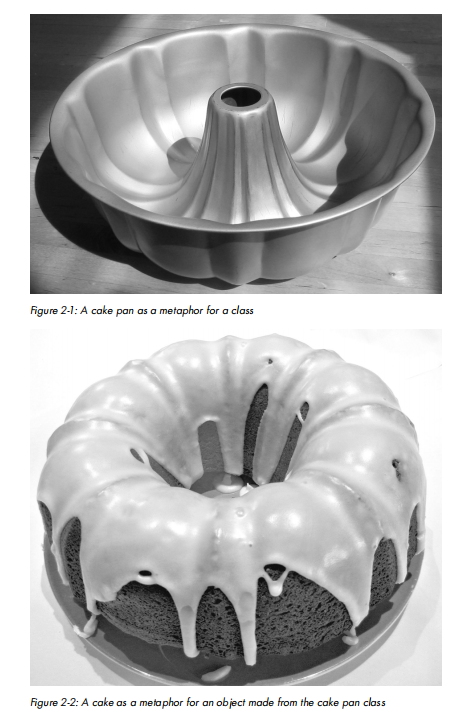 Figure 2-1: A cake pan as a metaphor for a class
Figure 2-2: A cake as a metaphor for an object made from the cake pan class